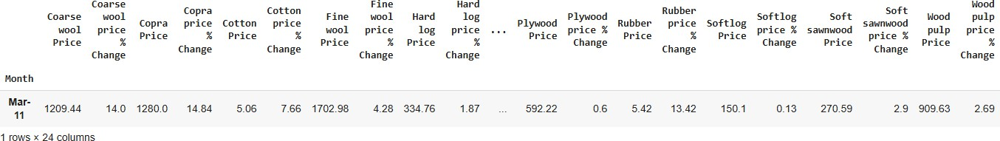 Month
Coarse
wool
Price
Coarse
wool
price
%
Change
Copra
Price
Copra
price
%
Change
Cotton
Price
Cotton
price
%
Change
Fine
wool
Price
Fine
wool
price
%
Change
Hard
log
Price
Hard
log
price
%
Change
...
Plywood
Price
Plywood
price %
Change
Rubber
Price
Rubber
price
%
Change
Softlog
Price
Softlog
price %
Change
Soft
sawnwood
Price
Soft
sawnwood
price %
Change
Wood
pulp
Price
Wood
pulp
price
%
Change
Mar-
11
1209.44 14.0 1280.0 14.84 5.06 7.66 1702.98 4.28 334.76 1.87 ... 592.22 0.6 5.42 13.42 150.1 0.13 270.59 2.9 909.63 2.69
1 rows × 24 columns